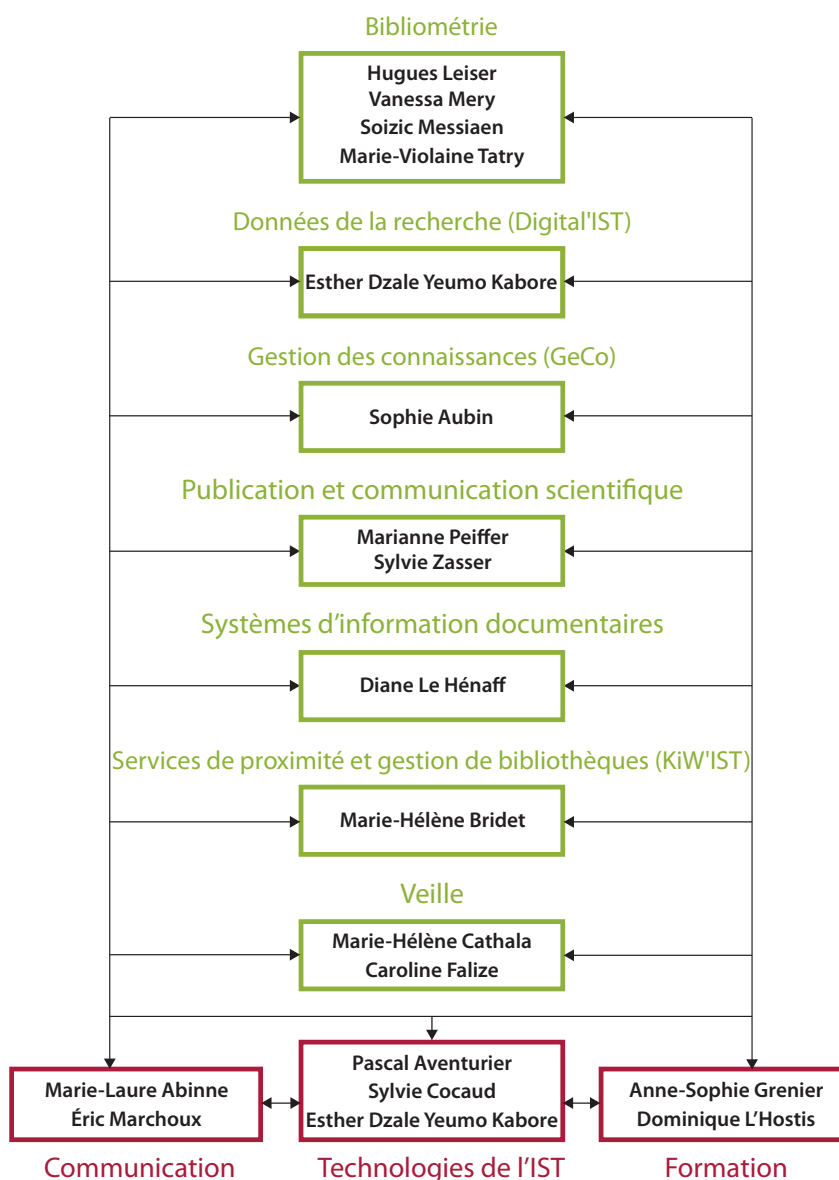 Bibliométrie
Hugues Leiser
Vanessa Mery
Soizic Messiaen
Marie-Violaine Tatry
Données de la recherche (Digital'IST)
Esther Dzale Yeumo Kabore
Gestion des connaissances (GeCo)
Sophie Aubin
Publication et communication scientifique
Marianne Peiffer
Sylvie Zasser
Systèmes d’information documentaires
Diane Le Hénaff
Services de proximité et gestion de bibliothèques (KiW'IST)
Marie-Hélène Bridet
Veille
Marie-Hélène Cathala
Caroline Falize
Marie-Laure Abinne
Éric Marchoux
Communication
Pascal Aventurier
Sylvie Cocaud
Esther Dzale Yeumo Kabore
Technologies de l’IST
Anne-Sophie Grenier
Dominique L’Hostis
Formation